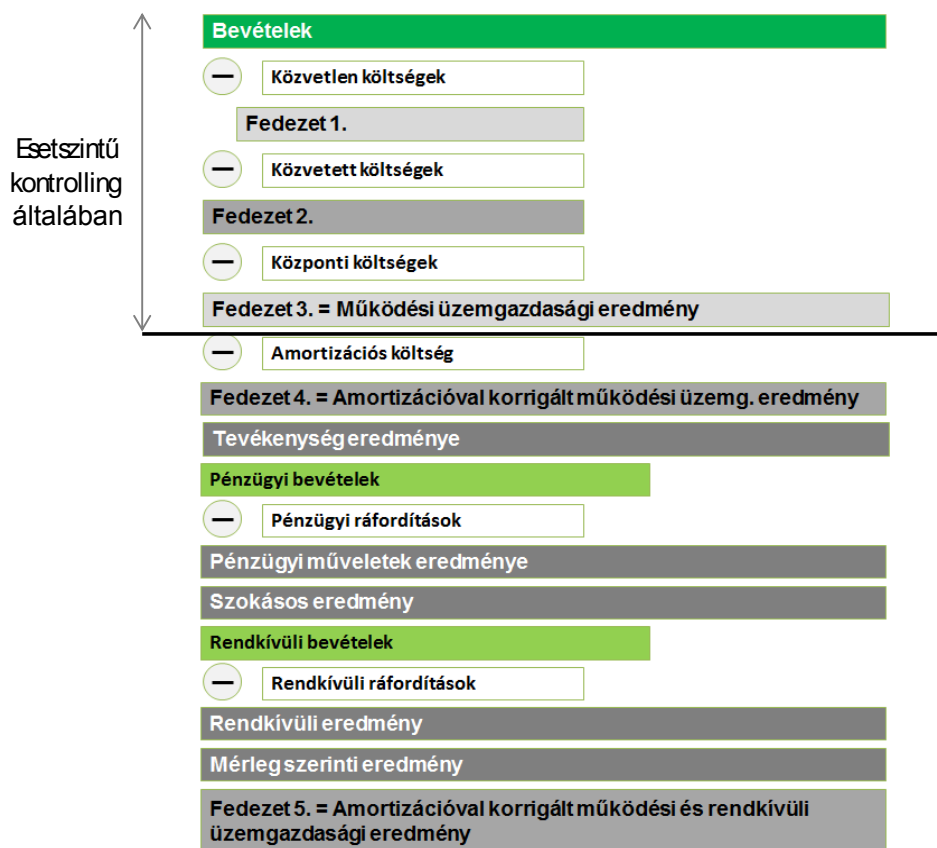 Bevételek
Közvetlen költségek
Fedezet 1.
Esetszintű
kontrolling
általában
Közvetett költségek
Fedezet 2.
Központi költségek
Fedezet 3. = Működési üzemgazdasági eredmény
Amortizációs költség
Fedezet 4. = Amortizációval korrigált működési üzemg. eredmény
Tevékenység eredménye
Pénzügyi bevételek
Pénzügyi ráfordítások
Pénzügyi műveletek eredménye
Szokásos eredmény
Rendkívüli bevételek
Rendkívüli ráfordítások
Rendkívüli eredmény
Mérleg szerinti eredmény
Fedezet 5. = Amortizációval korrigált működési és rendkívüli
üzemgazdasági eredmény